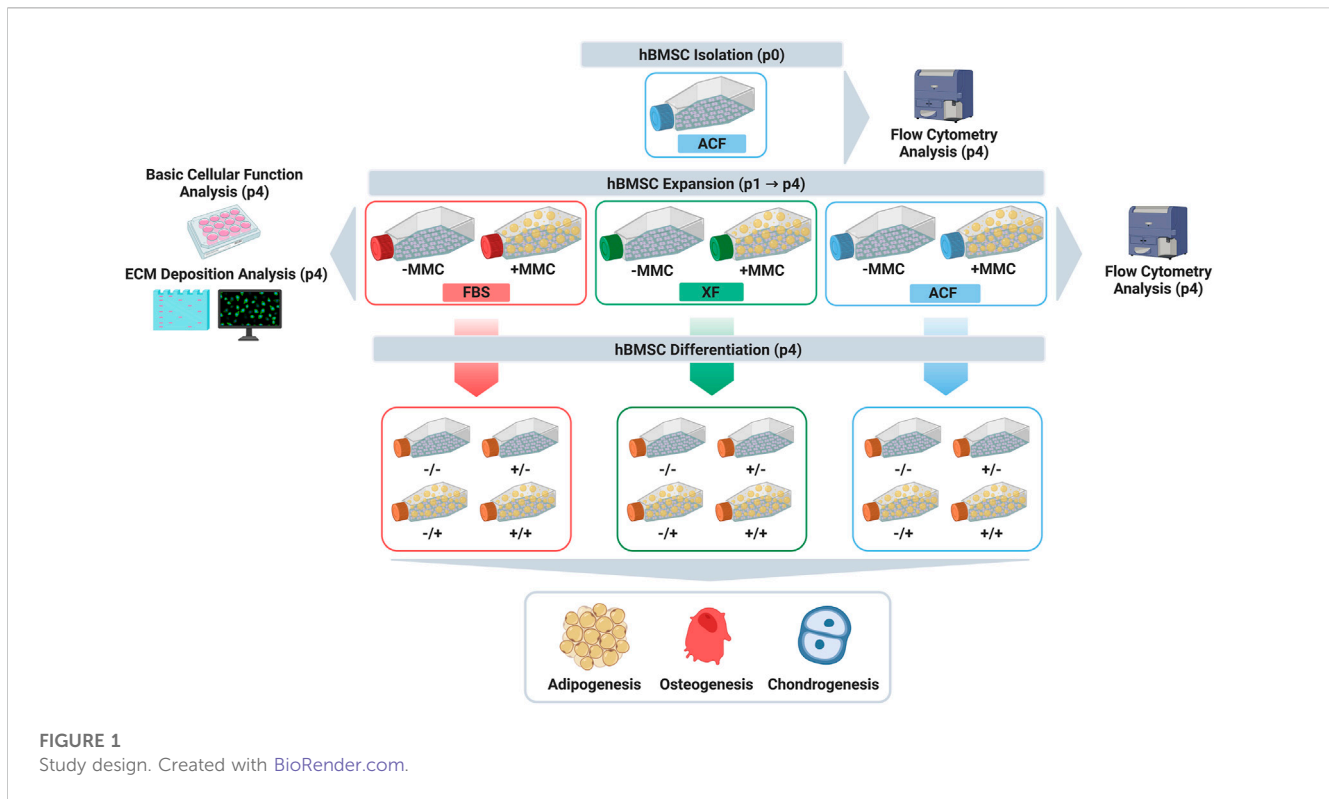 hBMSC Isolation (p0)
ACF
Flow Cytometry
Analysis (p4)
Basic Cellular Function
Analysis (p4)
ECM Deposition Analysis (p4)
hBMSC Expansion (p1 → p4)
-MMC
+MMC
FBS
-MMC
+MMC
XF
-MMC
+MMC
ACF
Flow Cytometry
Analysis (p4)
hBMSC Differentiation (p4)
-/-
+/-
-/+
+/+
-/-
+/-
-/+
+/+
-/-
+/-
-/+
+/+
Adipogenesis
Osteogenesis
Chondrogenesis
FIGURE 1
Study design. Created with BioRender.com.